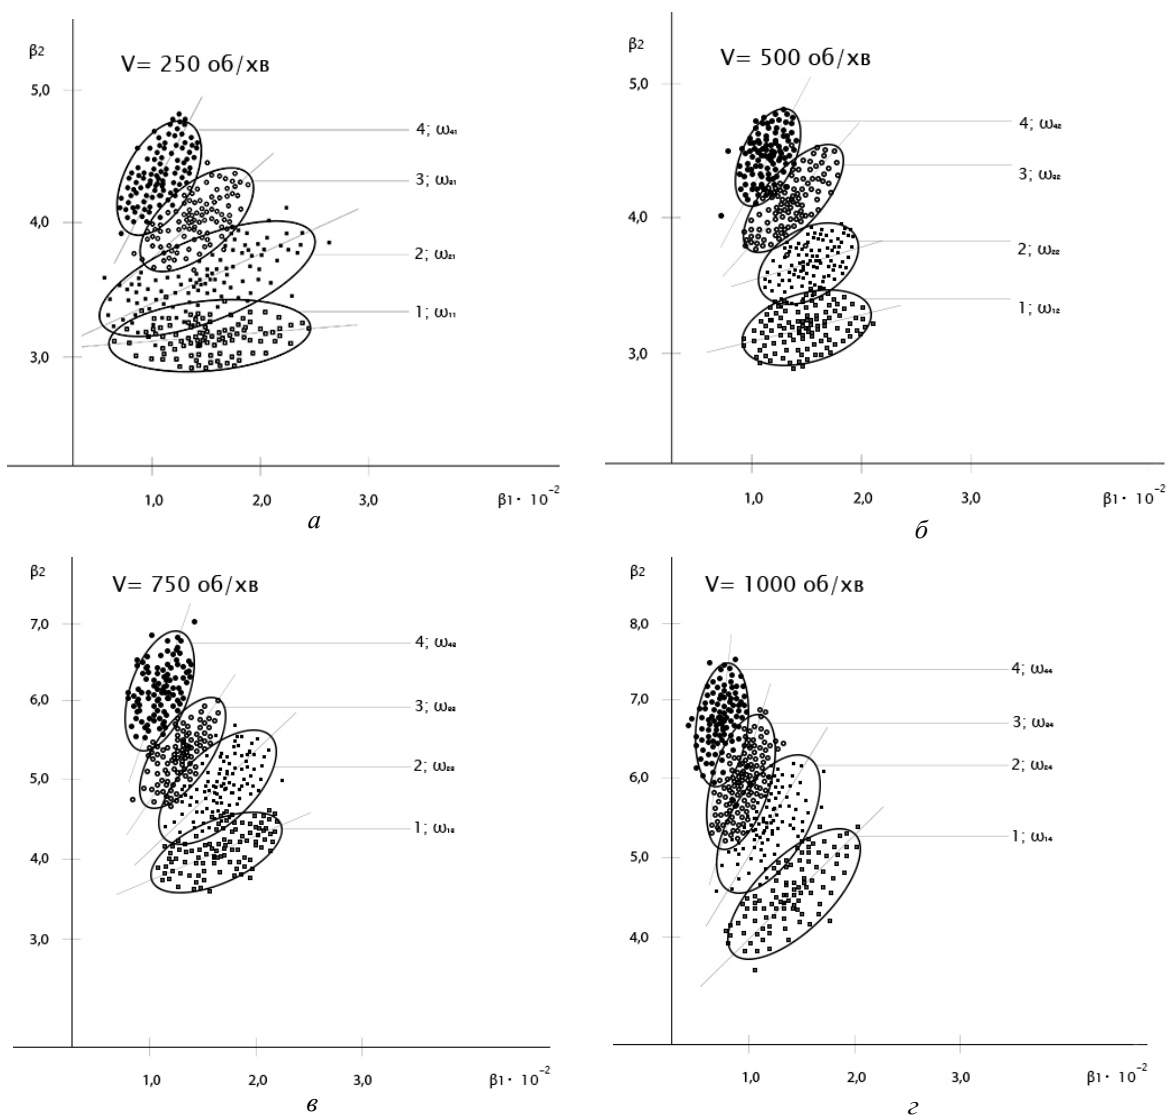 β2
V= 250 об/хв
5,0
4; ω₄₁
3; ω₃₁
4,0
2; ω₂₁
1; ω₁₁
3,0
1,0 2,0 3,0 β1· 10⁻²
а
β2
V= 500 об/хв
5,0
4; ω₄₂
3; ω₃₂
4,0
2; ω₂₂
1; ω₁₂
3,0
1,0 2,0 3,0 β1· 10⁻²
б
β2
V= 750 об/хв
7,0
4; ω₄₃
6,0
3; ω₃₃
5,0
2; ω₂₃
1; ω₁₃
4,0
3,0
1,0 2,0 3,0 β1· 10⁻²
в
β2
V= 1000 об/хв
8,0
4; ω₄₄
7,0
3; ω₃₄
2; ω₂₄
6,0
1; ω₁₄
5,0
4,0
1,0 2,0 3,0 β1· 10⁻²
г